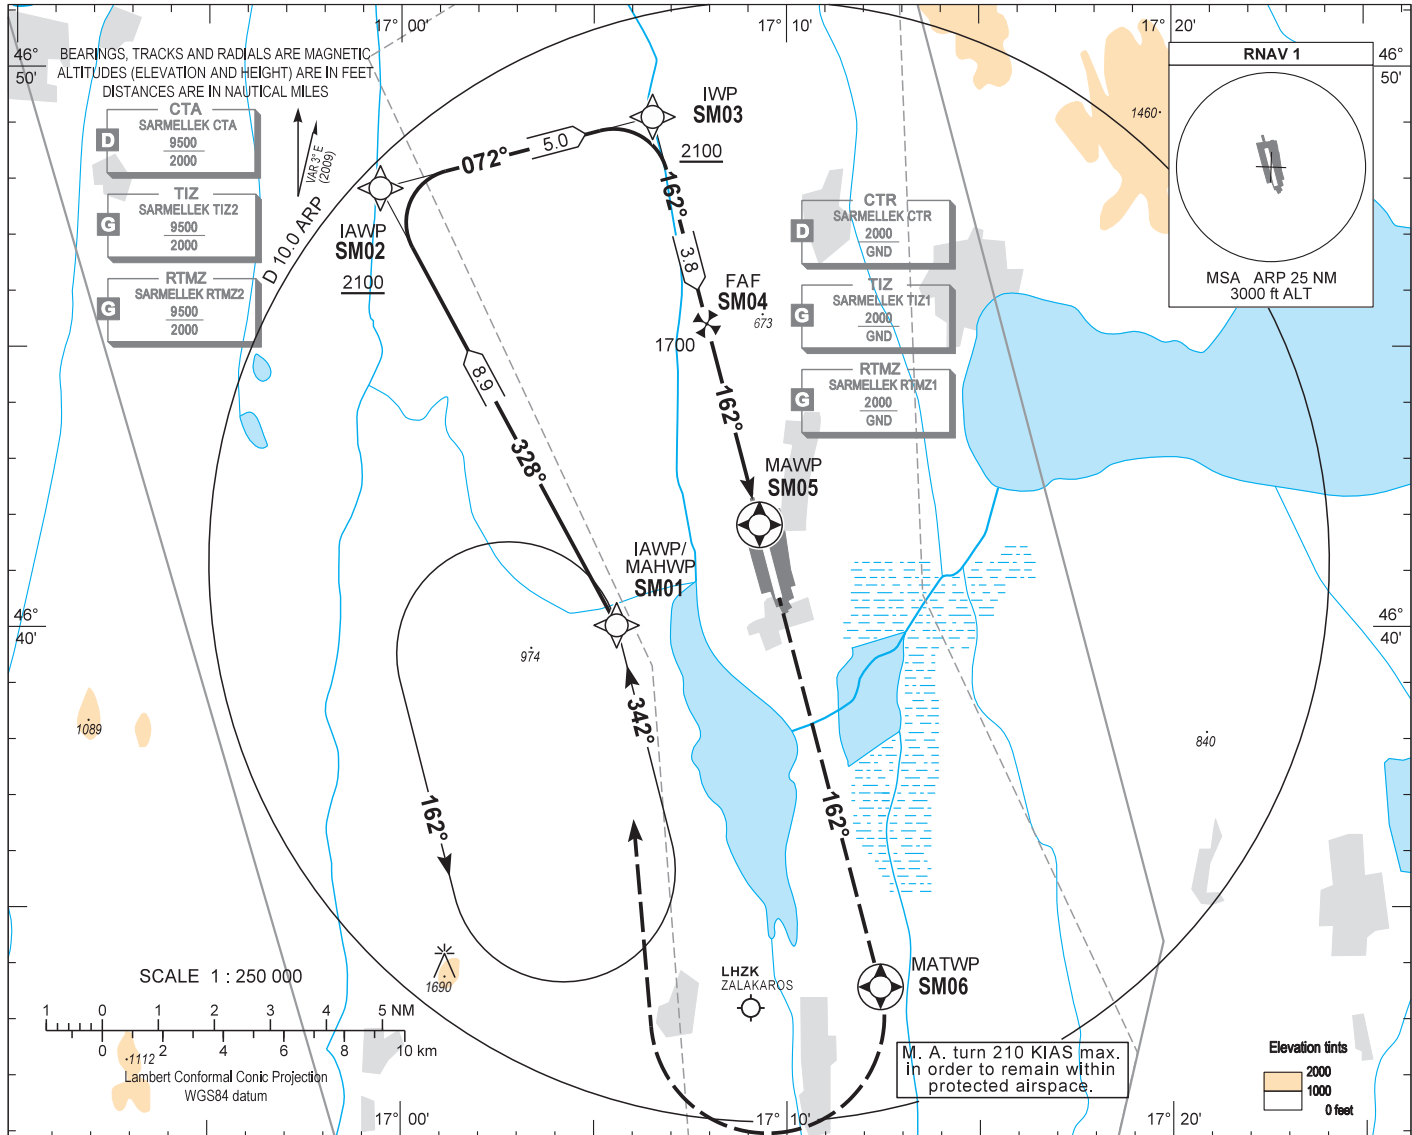 17° 00'
17° 10'
17° 20'
46°
50'
46°
50'
BEARINGS, TRACKS AND RADIALS ARE MAGNETIC
ALTITUDES (ELEVATION AND HEIGHT) ARE IN FEET
DISTANCES ARE IN NAUTICAL MILES
RNAV 1
MSA ARP 25 NM
3000 ft ALT
CTA
D
SARMELLEK CTA
9500
2000
TIZ
G
SARMELLEK TIZ2
9500
2000
RTMZ
G
SARMELLEK RTMZ2
9500
2000
VAR 3° E
(2009)
D 10.0 ARP
IWP
SM03
2100
1460
072°
5.0
IAWP
SM02
2100
162°
3.8
CTR
D
SARMELLEK CTR
2000
GND
TIZ
G
SARMELLEK TIZ1
2000
GND
RTMZ
G
SARMELLEK RTMZ1
2000
GND
FAF
SM04
673
1700
8.9
162°
328°
MAWP
SM05
IAWP/
MAHWP
SM01
46°
40'
46°
40'
974
1089
342°
840
162°
162°
1690
LHZK
ZALAKAROS
MATWP
SM06
SCALE 1 : 250 000
1 0 1 2 3 4 5 NM
0 2 4 6 8 10 km
1112
Lambert Conformal Conic Projection
WGS84 datum
M. A. turn 210 KIAS max.
in order to remain within
protected airspace.
Elevation tints
2000
1000
0 feet
17° 00'
17° 10'
17° 20'